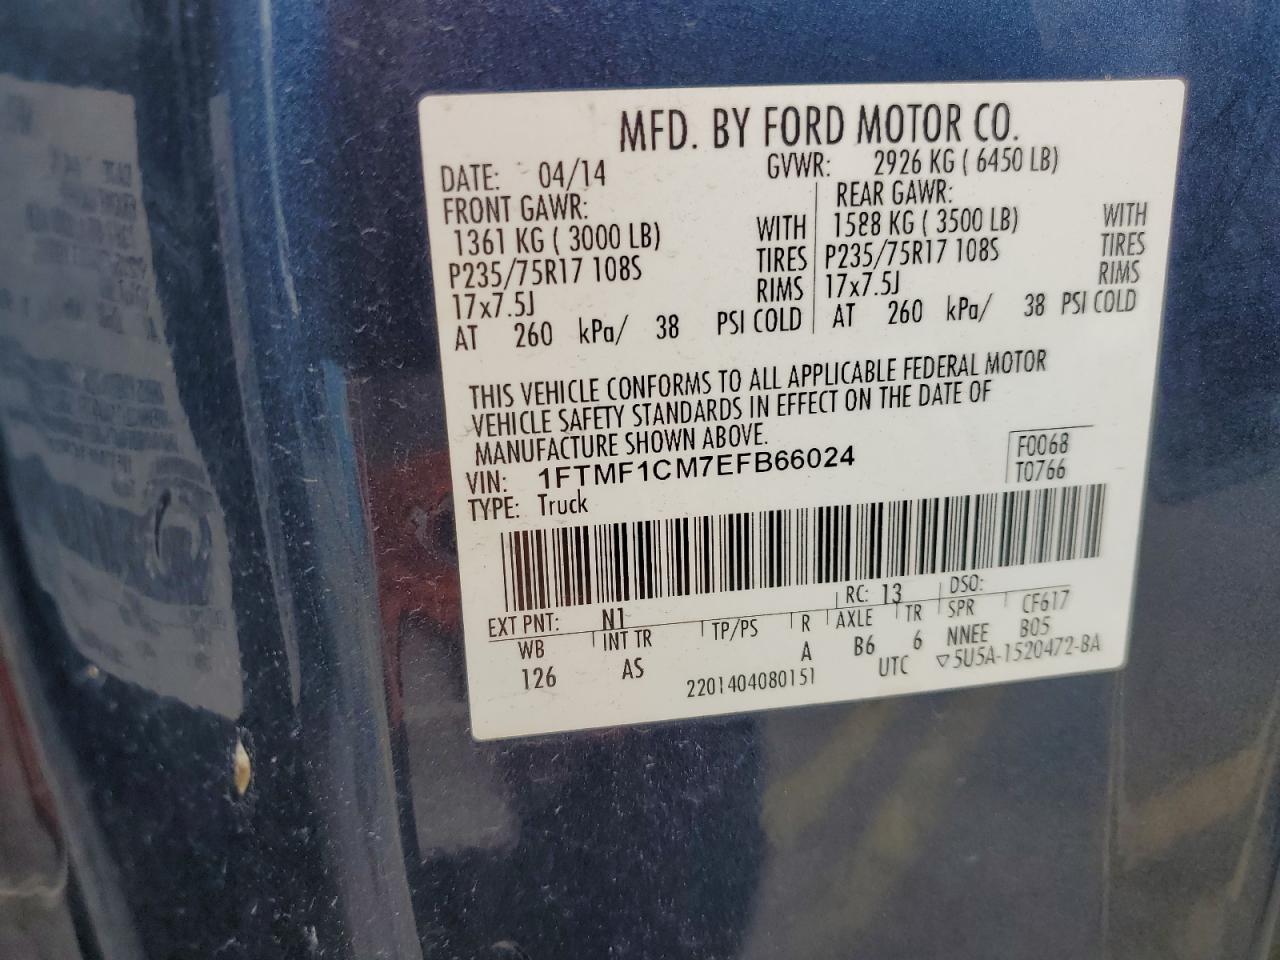 MFD. BY FORD MOTOR CO.
DATE: 04/14 GVWR: 2926 KG ( 6450 LB)
FRONT GAWR: REAR GAWR:
1361 KG ( 3000 LB) WITH 1588 KG ( 3500 LB) WITH
P235/75R17 108S TIRES P235/75R17 108S TIRES
17x7.5J RIMS 17x7.5J RIMS
AT 260 kPa/ 38 PSI COLD AT 260 kPa/ 38 PSI COLD
THIS VEHICLE CONFORMS TO ALL APPLICABLE FEDERAL MOTOR
VEHICLE SAFETY STANDARDS IN EFFECT ON THE DATE OF
MANUFACTURE SHOWN ABOVE.
VIN: 1FTMF1CM7EFB66024 F0068
TYPE: Truck T0766
EXT PNT: N1 RC: 13 DSO:
WB INT TR TP/PS R AXLE TR SPR CF617
126 AS A B6 6 NNEE B05
2201404080151 UTC ▽5U5A-1520472-BA